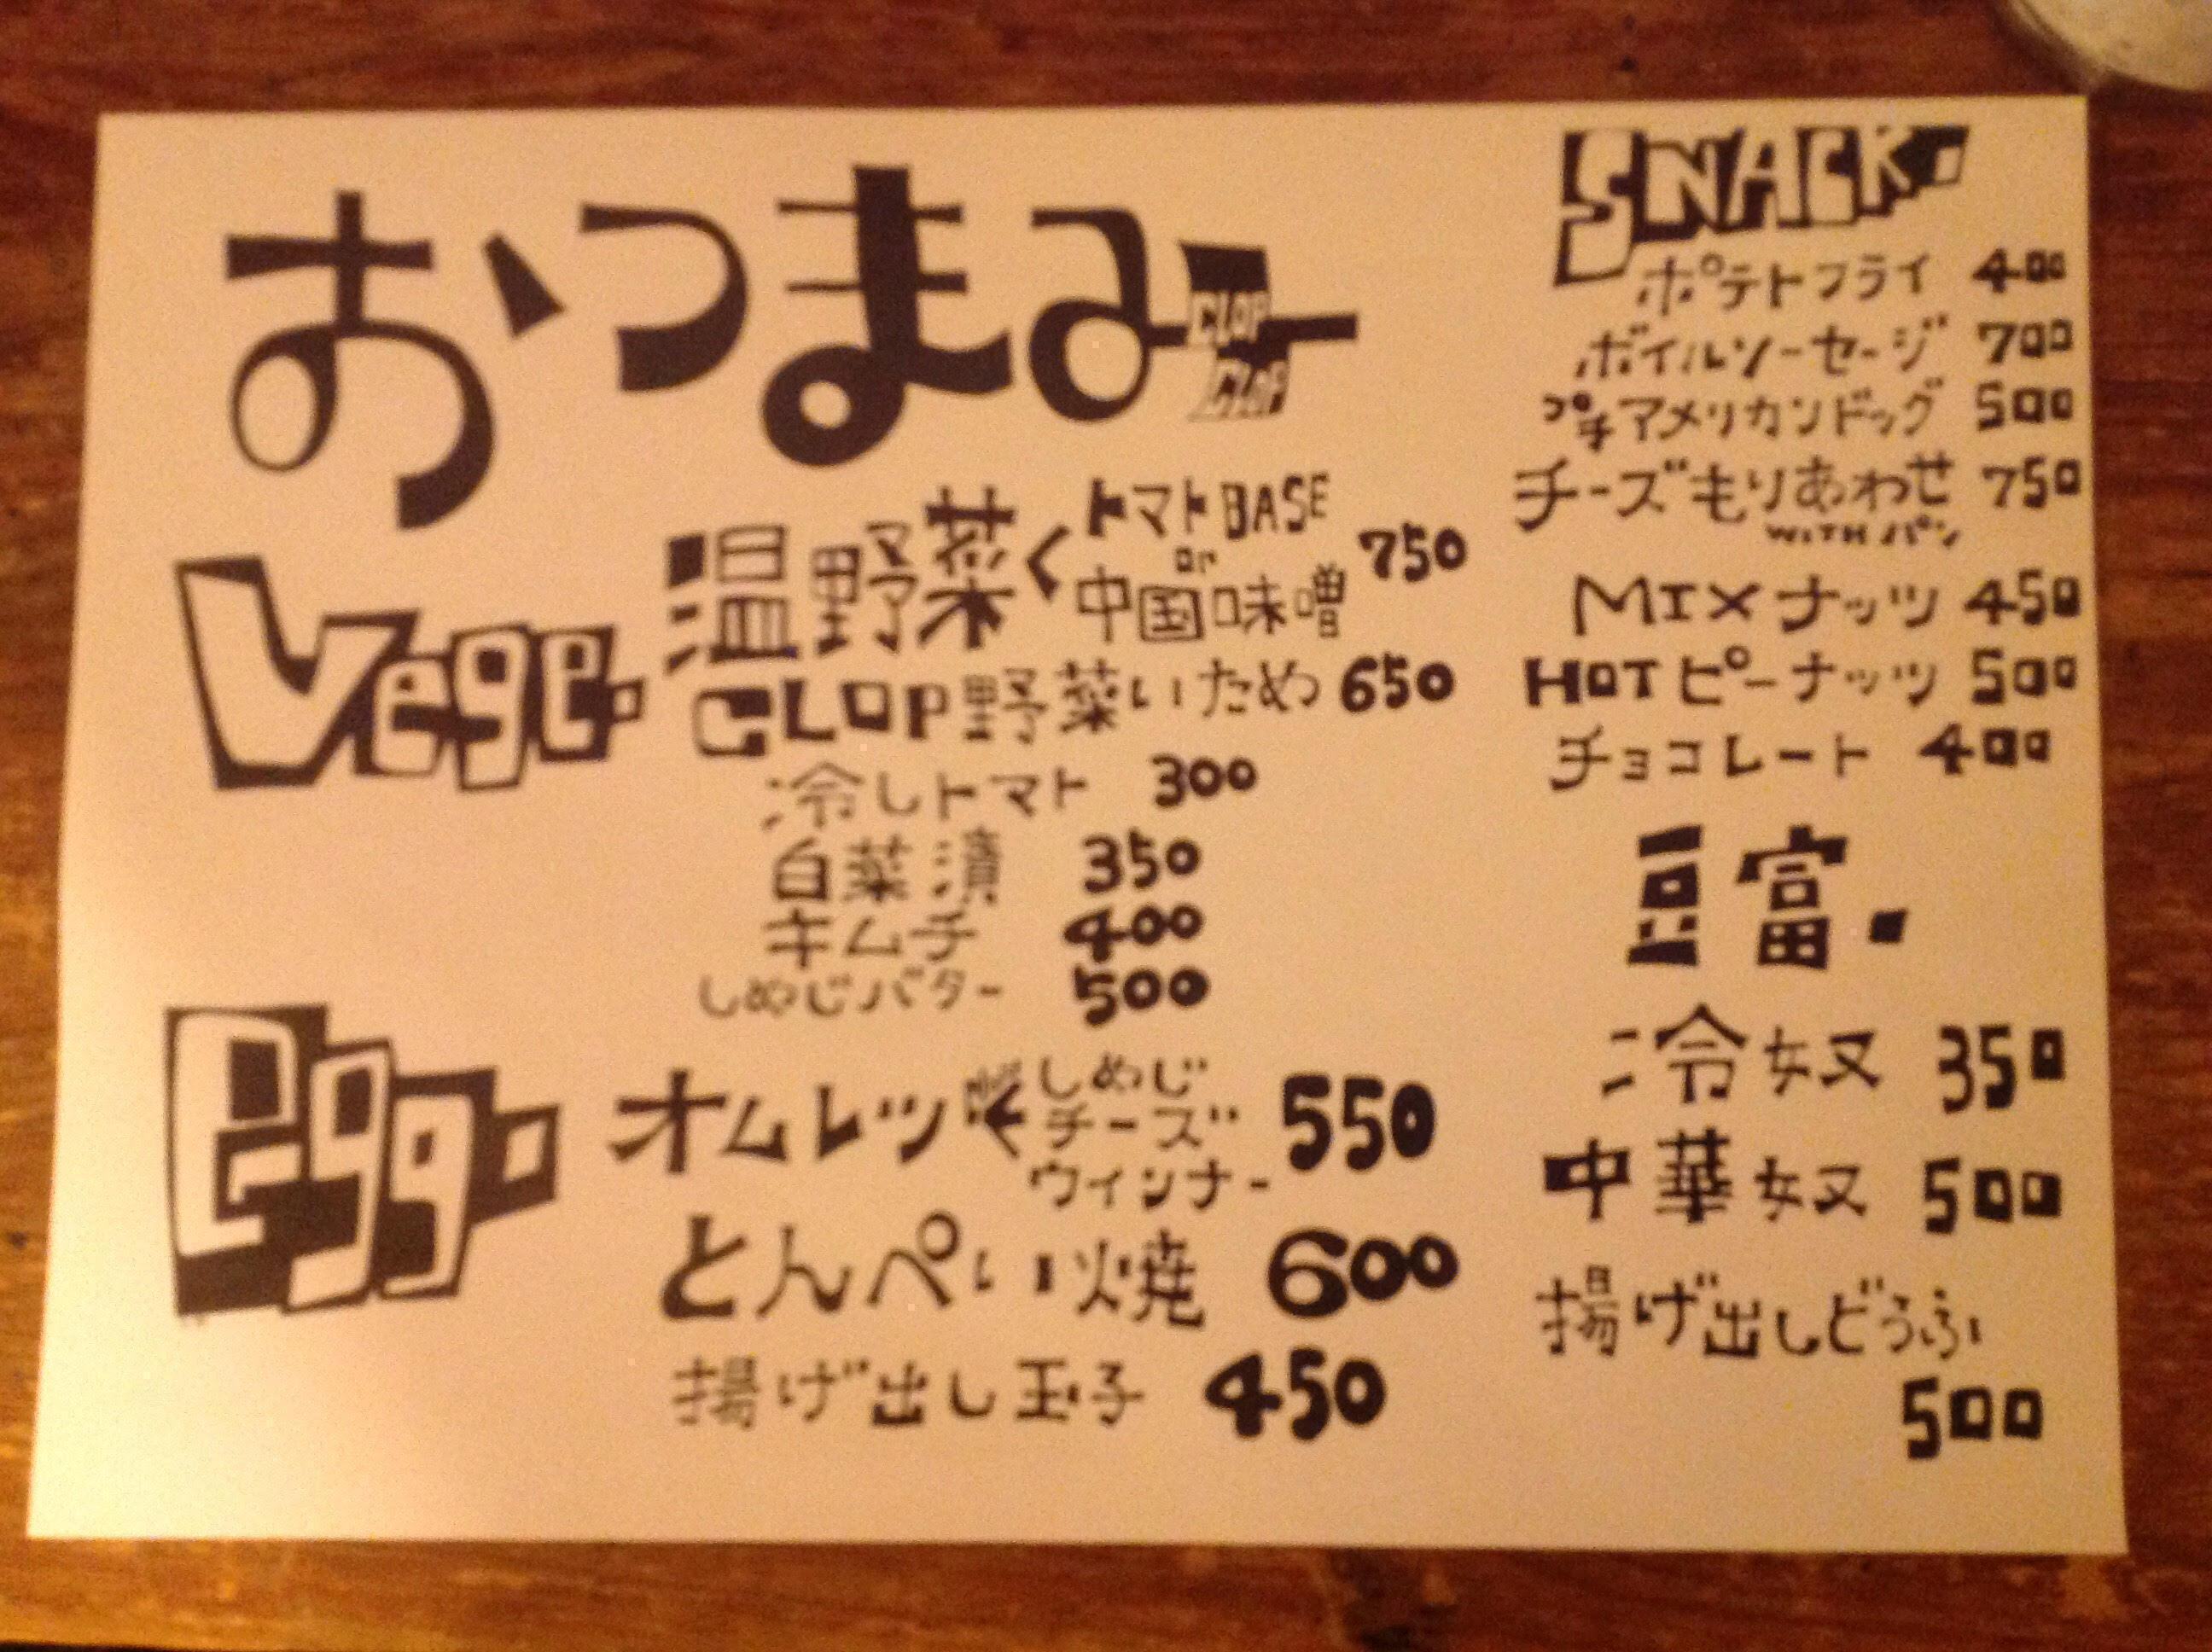 おつまみ
CLOP
CLOP
Vege.
温野菜く トマトBASE
or
中国味噌
750
CLOP野菜いため 650
冷しトマト 300
白菜漬 350
キムチ 400
しめじバター 500
Egg.
オムレツ
しめじ
チーズ
ウィンナー
550
とんぺい焼 600
揚げ出し玉子 450
SNACK.
ポテトフライ 400
ボイルソーセージ 700
プチアメリカンドッグ 500
チーズもりあわせ 750
WITH パン
MIXナッツ 450
HOTピーナッツ 500
チョコレート 400
豆富.
冷奴 350
中華奴 500
揚げ出しどうふ
500